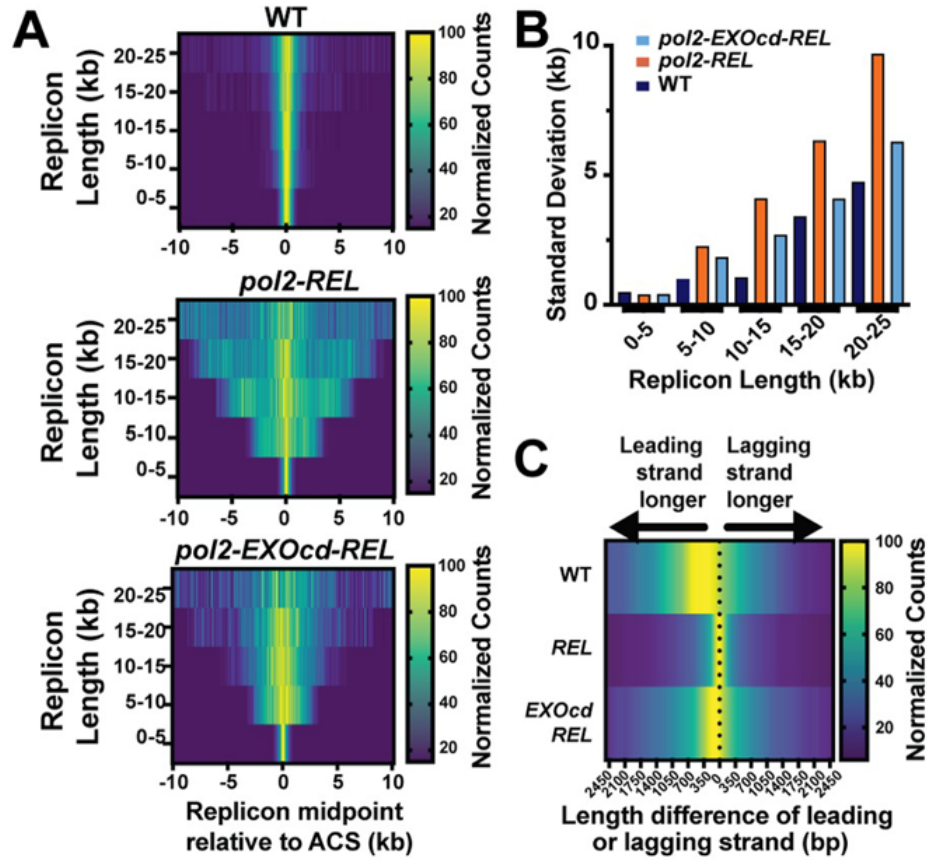 A
WT
Replicon
Length (kb)
20-25
15-20
10-15
5-10
0-5
-10 -5 0 5 10
100
80
60
40
20
Normalized Counts
pol2-REL
Replicon
Length (kb)
20-25
15-20
10-15
5-10
0-5
-10 -5 0 5 10
100
80
60
40
20
Normalized Counts
pol2-EXOcd-REL
Replicon
Length (kb)
20-25
15-20
10-15
5-10
0-5
-10 -5 0 5 10
100
80
60
40
20
Normalized Counts
Replicon midpoint
relative to ACS (kb)
B
pol2-EXOcd-REL
pol2-REL
WT
Standard Deviation (kb)
10
5
0
0-5 5-10 10-15 15-20 20-25
Replicon Length (kb)
C
Leading
strand
longer
Lagging
strand
longer
WT
REL
EXOcd
REL
100
80
60
40
20
Normalized Counts
2450 2100 1750 1400 1050 700 350 0 350 700 1050 1400 1750 2100 2450
Length difference of leading
or lagging strand (bp)